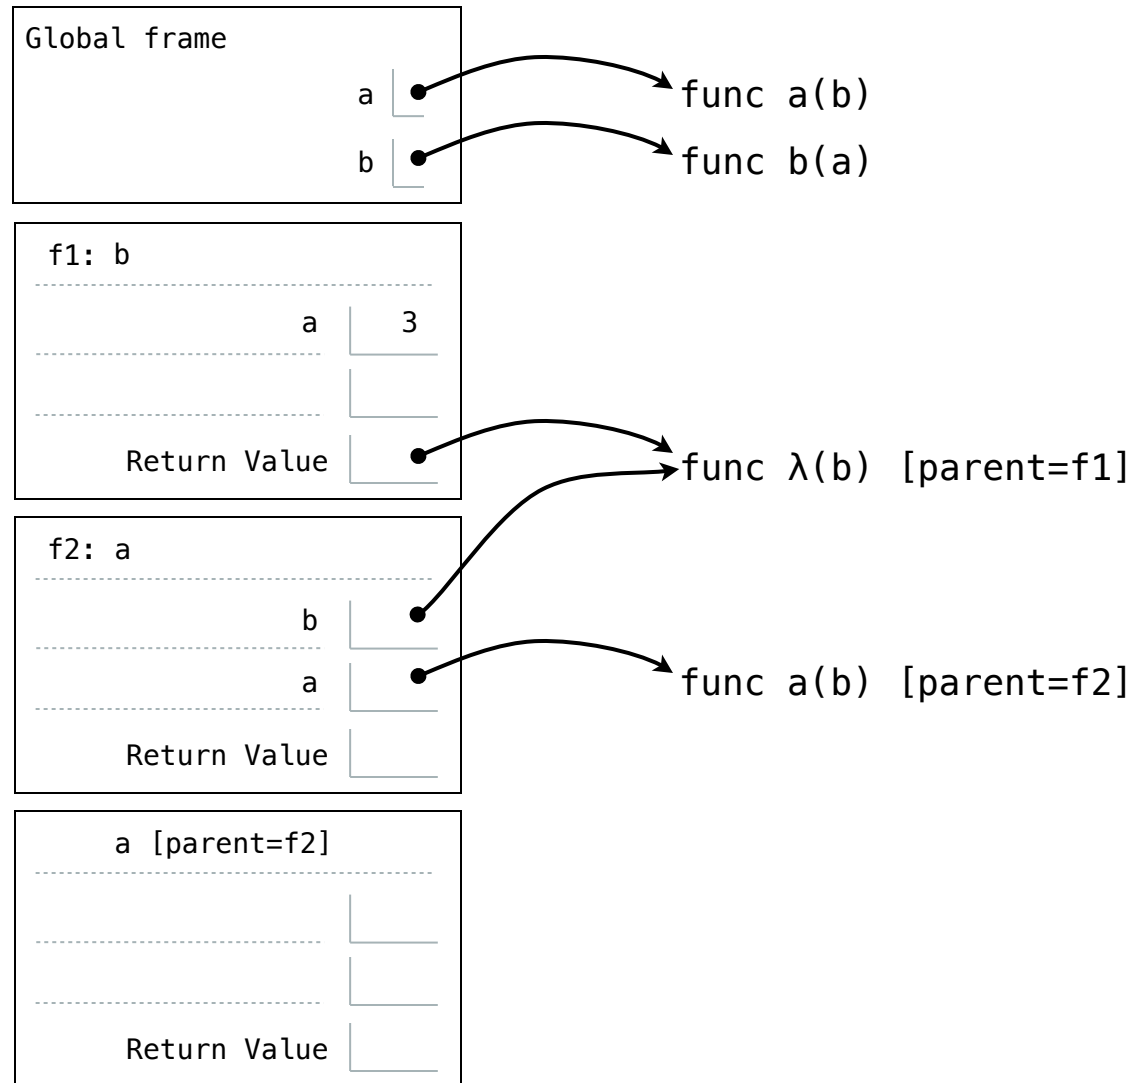 Global frame
a
func a(b)
b
func b(a)
f1: b
a 3
Return Value
func λ(b) [parent=f1]
f2: a
b
a
func a(b) [parent=f2]
Return Value
a [parent=f2]
Return Value